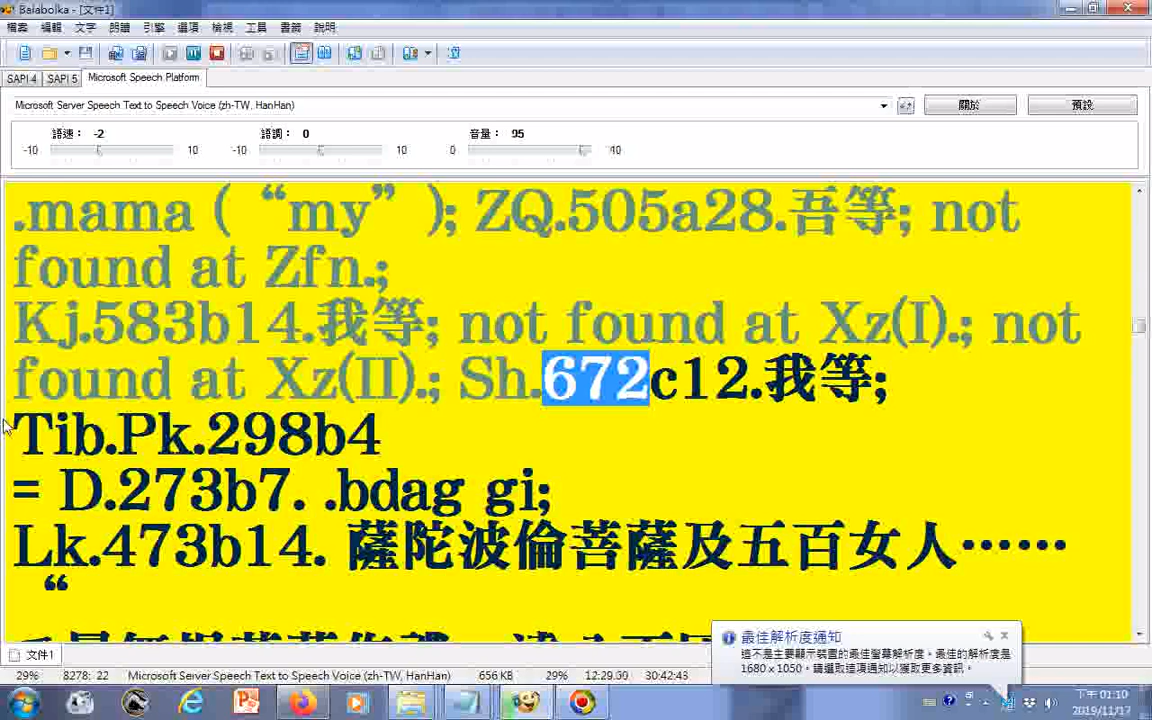 Balabolka - [文件1]
檔案 編輯 文字 朗讀 引擎 選項 檢視 工具 書籤 說明
SAPI 4 SAPI 5 Microsoft Speech Platform
Microsoft Server Speech Text to Speech Voice (zh-TW, HanHan) 關於 預設
語速： -2 語調： 0 音量： 95
-10 10 -10 10 0 40
.mama (“my”); ZQ.505a28.吾等; not
found at Zfn.;
Kj.583b14.我等; not found at Xz(I).; not
found at Xz(II).; Sh.672c12.我等;
Tib.Pk.298b4
= D.273b7. .bdag gi;
Lk.473b14. 薩陀波倫菩薩及五百女人……
“
最佳解析度通知
這不是主要顯示裝置的最佳螢幕解析度。最佳的解析度是
1680 x 1050。請選取這項通知以獲取更多資訊。
文件1
29% 8278: 22 Microsoft Server Speech Text to Speech Voice (zh-TW, HanHan) 656 KB 29% 12:29:50 30:42:43
下午 01:10
2019/11/17